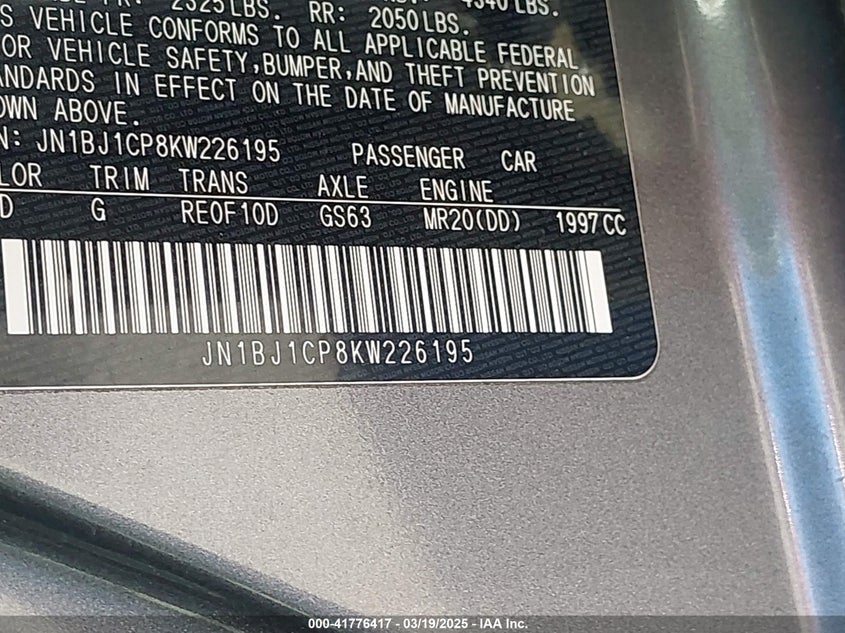 2325LBS. RR: 2050LBS.
VEHICLE CONFORMS TO ALL APPLICABLE FEDERAL
OR VEHICLE SAFETY,BUMPER,AND THEFT PREVENTION
ANDARDS IN EFFECT ON THE DATE OF MANUFACTURE
OWN ABOVE.
N: JN1BJ1CP8KW226195 PASSENGER CAR
LOR TRIM TRANS AXLE ENGINE
D G RE0F10D GS63 MR20(DD) 1997CC
JN1BJ1CP8KW226195
000-41776417 — 03/19/2025 — IAA Inc.